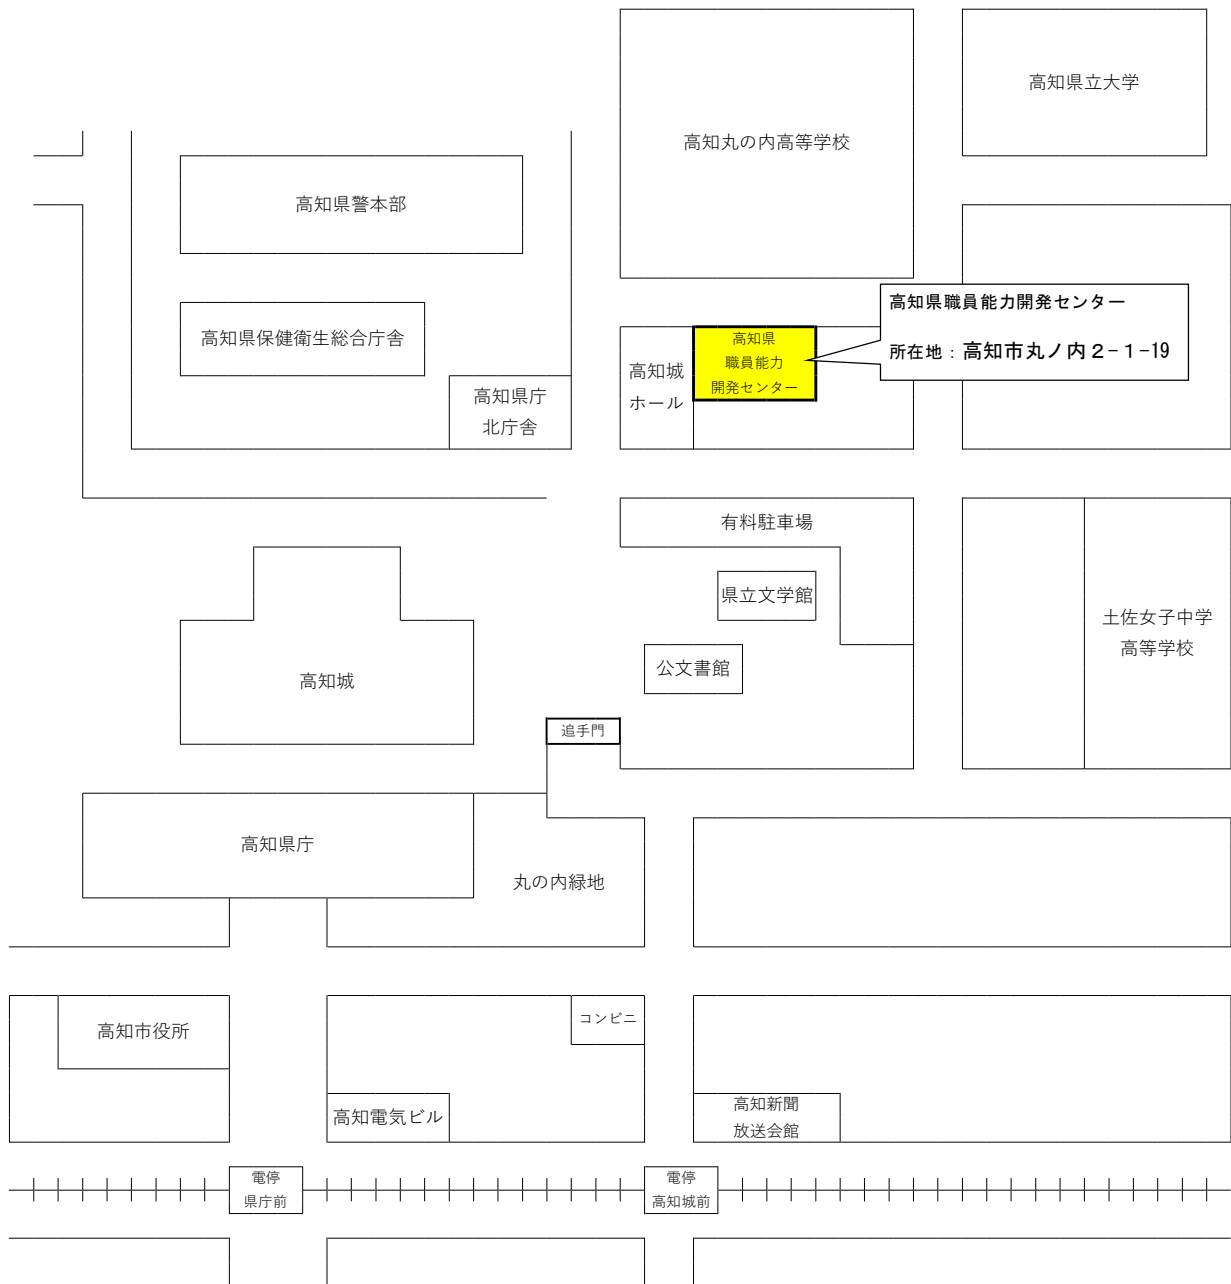 高知県立大学
高知丸の内高等学校
高知県警本部
高知県職員能力開発センター
所在地：高知市丸ノ内２-１-19
高知県保健衛生総合庁舎
高知県
職員能力
開発センター
高知城
ホール
高知県庁
北庁舎
有料駐車場
県立文学館
土佐女子中学
高等学校
公文書館
高知城
追手門
高知県庁
丸の内緑地
コンビニ
高知市役所
高知電気ビル
高知新聞
放送会館
電停
県庁前
電停
高知城前